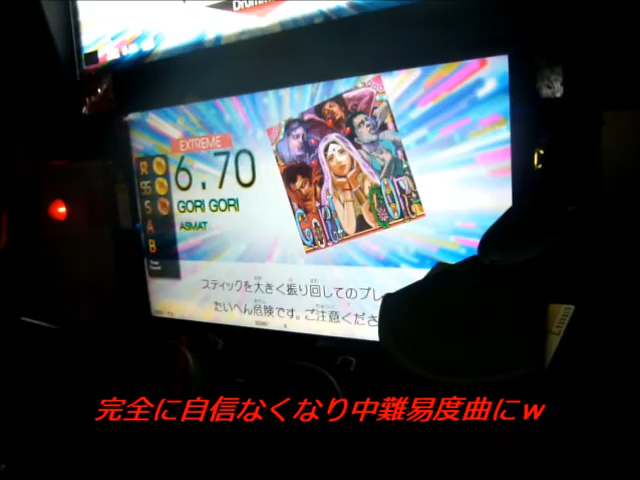 Drumm
EXTREME
6.70
GORI GORI
ASMAT
SS
S
A
B
GORI GORI
スティックを大きく振り回してのプレ
たいへん危険です。ご注意くださ
完全に自信なくなり中難易度曲にｗ